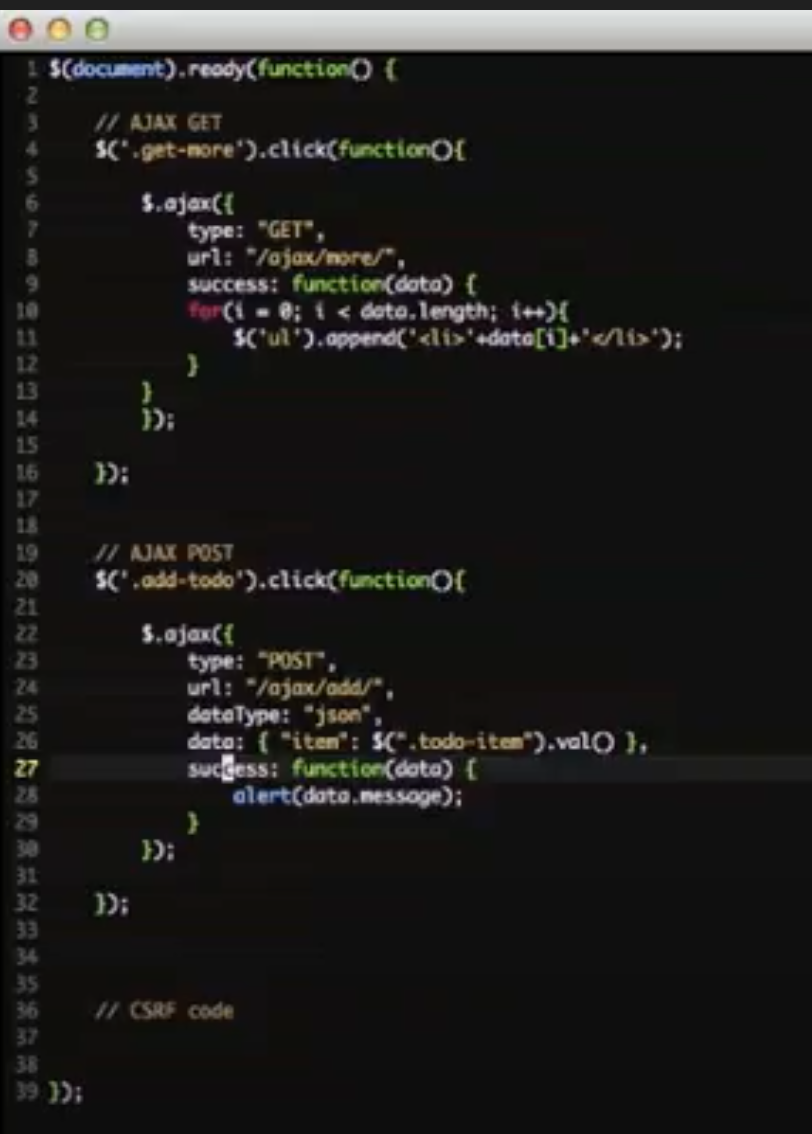 1 $(document).ready(function() {
2
3     // AJAX GET
4     $('.get-more').click(function(){
5
6         $.ajax({
7             type: "GET",
8             url: "/ajax/more/",
9             success: function(data) {
10             for(i = 0; i < data.length; i++){
11                 $('ul').append('<li>'+data[i]+'</li>');
12             }
13         }
14         });
15
16     });
17
18
19     // AJAX POST
20     $('.add-todo').click(function(){
21
22         $.ajax({
23             type: "POST",
24             url: "/ajax/add/",
25             dataType: "json",
26             data: { "item": $(".todo-item").val() },
27             success: function(data) {
28                 alert(data.message);
29             }
30         });
31
32     });
33
34
35
36     // CSRF code
37
38
39 });